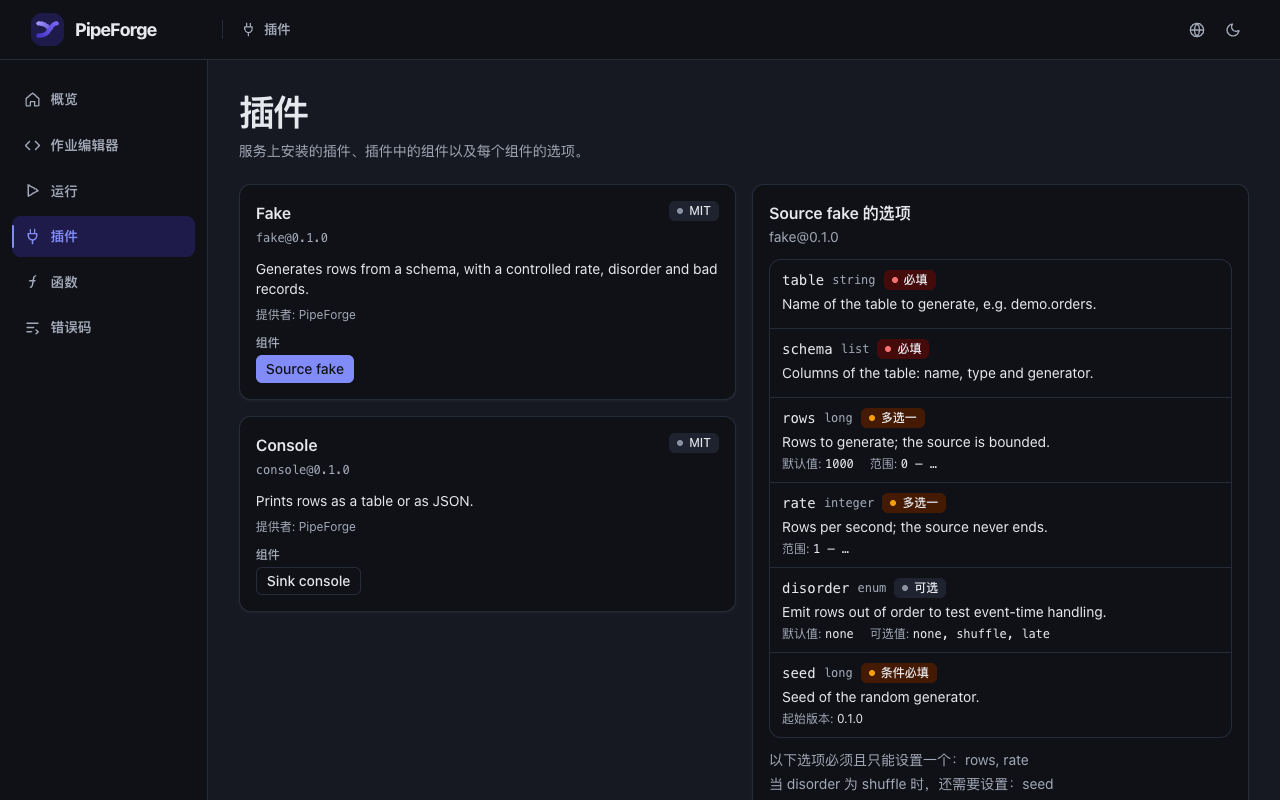 PipeForge
插件
概览
作业编辑器
运行
插件
函数
错误码
插件
服务上安装的插件、插件中的组件以及每个组件的选项。
Fake
MIT
fake@0.1.0
Generates rows from a schema, with a controlled rate, disorder and bad
records.
提供者: PipeForge
组件
Source fake
Console
MIT
console@0.1.0
Prints rows as a table or as JSON.
提供者: PipeForge
组件
Sink console
Source fake 的选项
fake@0.1.0
table string 必填
Name of the table to generate, e.g. demo.orders.
schema list 必填
Columns of the table: name, type and generator.
rows long 多选一
Rows to generate; the source is bounded.
默认值: 1000 范围: 0 – …
rate integer 多选一
Rows per second; the source never ends.
范围: 1 – …
disorder enum 可选
Emit rows out of order to test event-time handling.
默认值: none 可选值: none, shuffle, late
seed long 条件必填
Seed of the random generator.
起始版本: 0.1.0
以下选项必须且只能设置一个：rows, rate
当 disorder 为 shuffle 时，还需要设置：seed